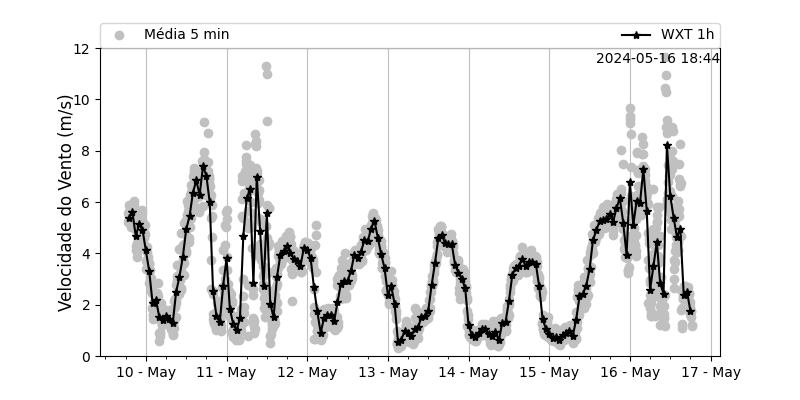 Média 5 min
WXT 1h
2024-05-16 18:44
Velocidade do Vento (m/s)
12
10
8
6
4
2
0
10 - May
11 - May
12 - May
13 - May
14 - May
15 - May
16 - May
17 - May